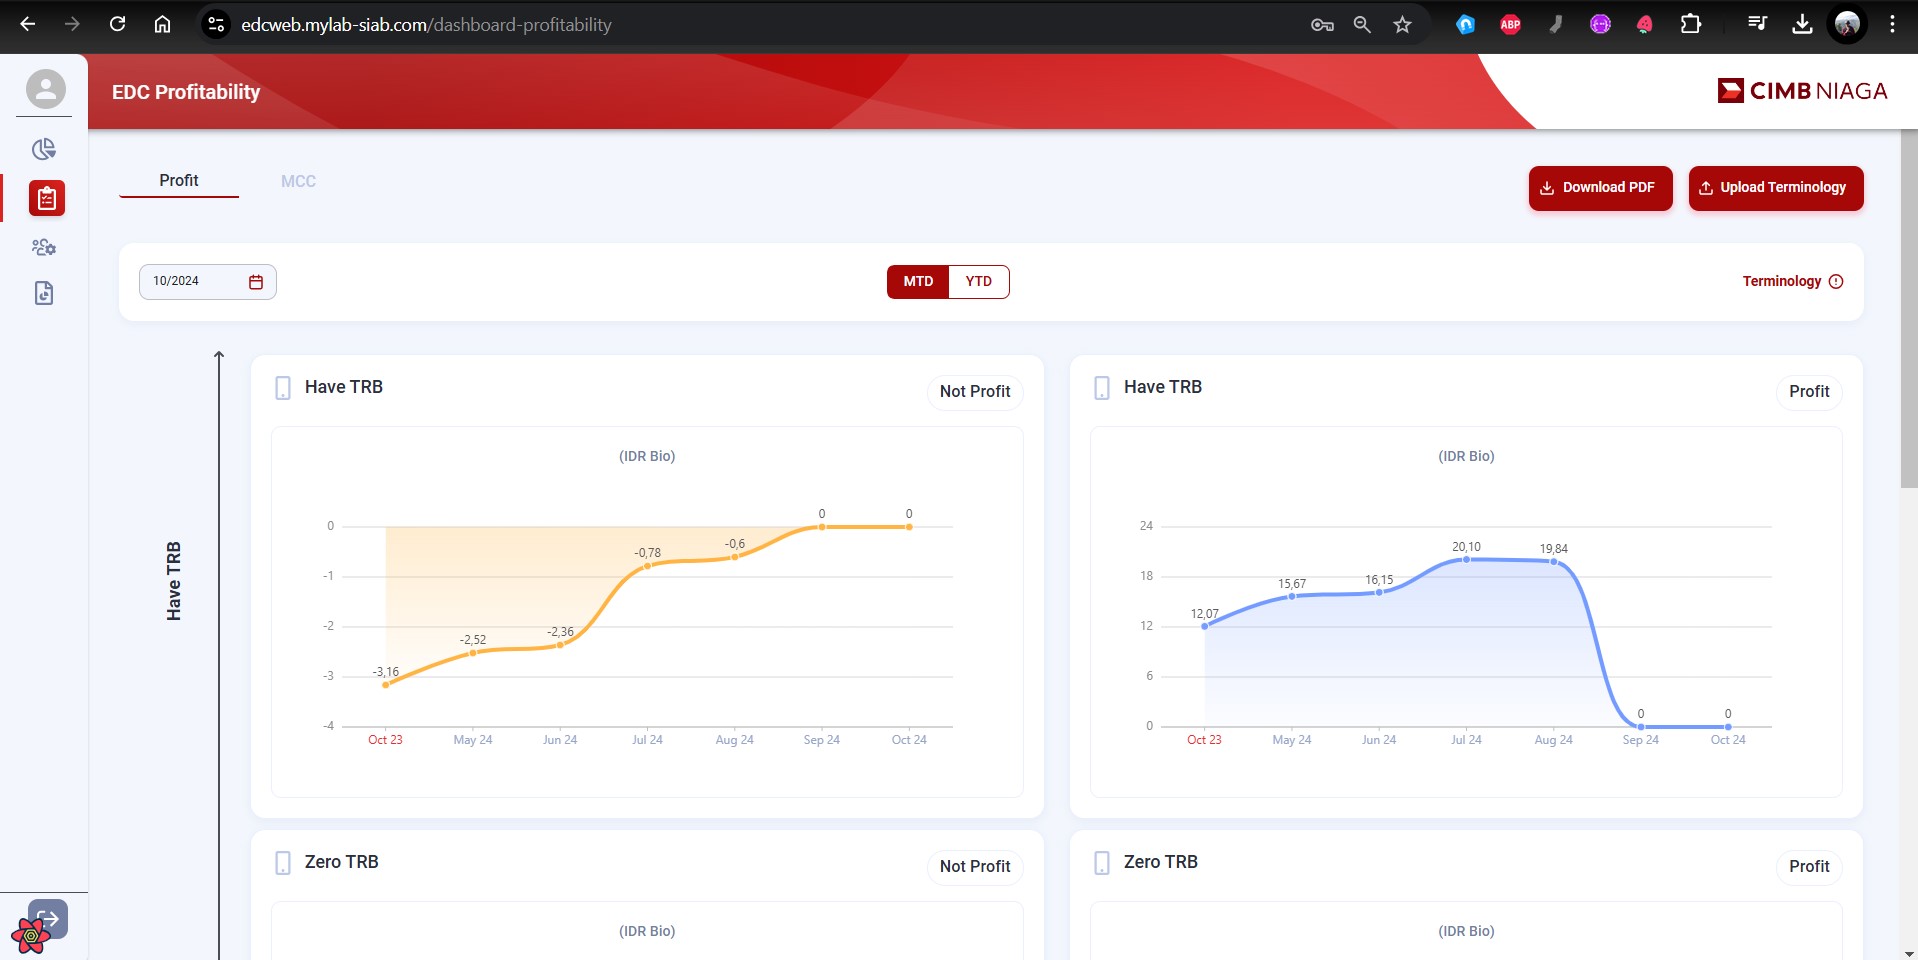 edcweb.mylab-siab.com/dashboard-profitability
ABP
EDC Profitability
CIMB NIAGA
Profit
MCC
Download PDF
Upload Terminology
10/2024
MTD
YTD
Terminology
Have TRB
Have TRB
Not Profit
(IDR Bio)
0
-1
-2
-3
-4
-3,16
-2,52
-2,36
-0,78
-0,6
0
0
Oct 23
May 24
Jun 24
Jul 24
Aug 24
Sep 24
Oct 24
Have TRB
Profit
(IDR Bio)
24
18
12
6
0
12,07
15,67
16,15
20,10
19,84
0
0
Oct 23
May 24
Jun 24
Jul 24
Aug 24
Sep 24
Oct 24
Zero TRB
Not Profit
(IDR Bio)
Zero TRB
Profit
(IDR Bio)